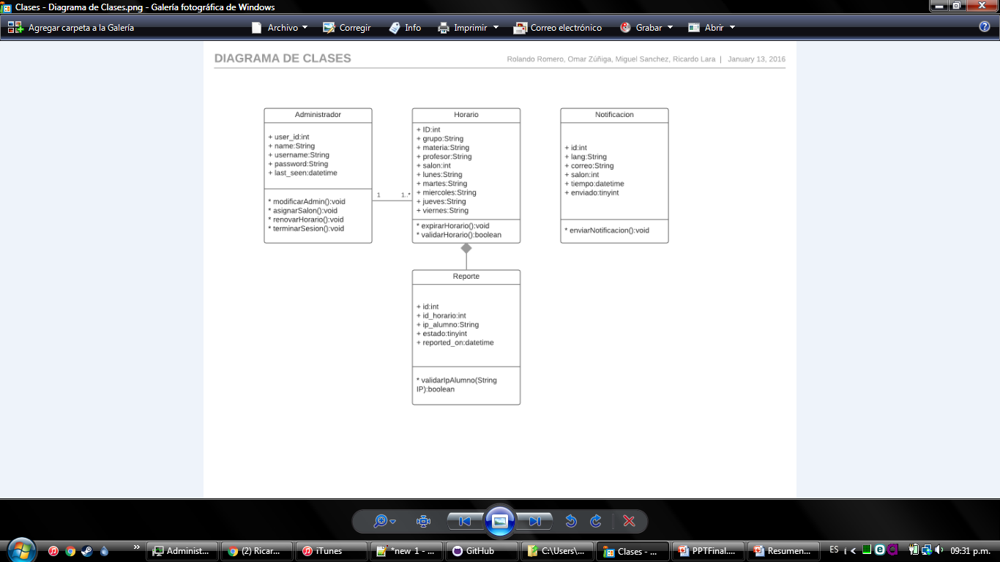 Clases - Diagrama de Clases.png - Galería fotográfica de Windows
Agregar carpeta a la Galería
Archivo
Corregir
Info
Imprimir
Correo electrónico
Grabar
Abrir
DIAGRAMA DE CLASES
Rolando Romero, Omar Zúñiga, Miguel Sanchez, Ricardo Lara | January 13, 2016
Administrador
+ user_id:int
+ name:String
+ username:String
+ password:String
+ last_seen:datetime
* modificarAdmin():void
* asignarSalon():void
* renovarHorario():void
* terminarSesion():void
1
1..*
Horario
+ ID:int
+ grupo:String
+ materia:String
+ profesor:String
+ salon:int
+ lunes:String
+ martes:String
+ miercoles:String
+ jueves:String
+ viernes:String
* expirarHorario():void
* validarHorario():boolean
Notificacion
+ id:int
+ lang:String
+ correo:String
+ salon:int
+ tiempo:datetime
+ enviado:tinyint
* enviarNotificacion():void
Reporte
+ id:int
+ id_horario:int
+ ip_alumno:String
+ estado:tinyint
+ reported_on:datetime
* validarIpAlumno(String
IP):boolean
Administ...
(2) Ricar...
iTunes
*new 1 - ...
GitHub
C:\Users\...
Clases - ...
PPTFinal....
Resumen...
ES
09:31 p.m.